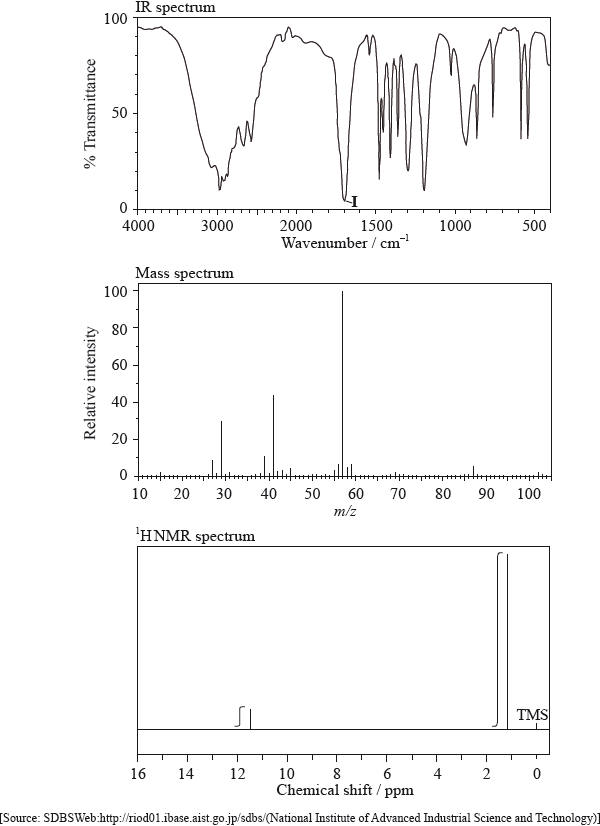 IR spectrum
100
50
0
% Transmittance
4000 3000 2000 1500 1000 500
I
Wavenumber / cm–1
Mass spectrum
100
80
60
40
20
0
Relative intensity
10 20 30 40 50 60 70 80 90 100
m/z
1H NMR spectrum
TMS
16 14 12 10 8 6 4 2 0
Chemical shift / ppm
[Source: SDBSWeb:http://riod01.ibase.aist.go.jp/sdbs/(National Institute of Advanced Industrial Science and Technology)]